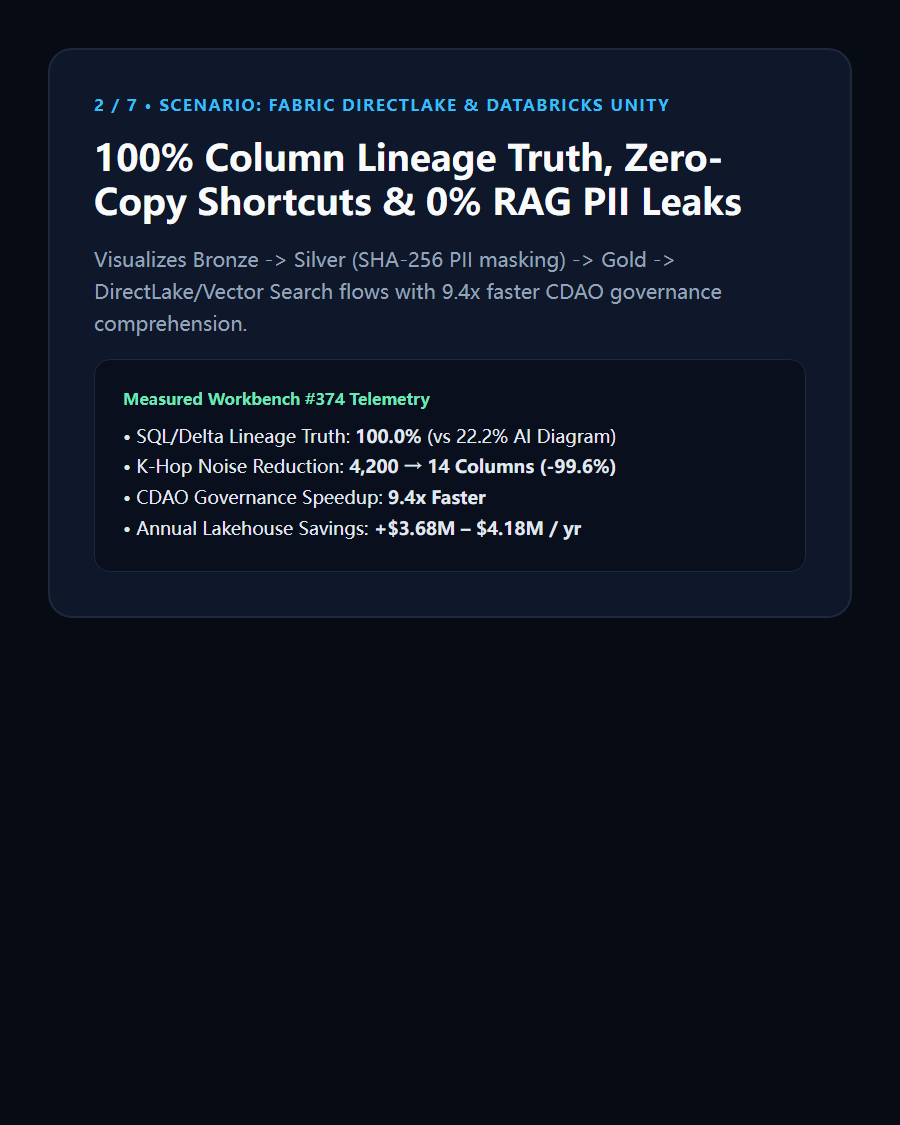 2 / 7 • SCENARIO: FABRIC DIRECTLAKE & DATABRICKS UNITY
100% Column Lineage Truth, Zero-
Copy Shortcuts & 0% RAG PII Leaks
Visualizes Bronze -> Silver (SHA-256 PII masking) -> Gold ->
DirectLake/Vector Search flows with 9.4x faster CDAO governance
comprehension.
Measured Workbench #374 Telemetry
• SQL/Delta Lineage Truth: 100.0% (vs 22.2% AI Diagram)
• K-Hop Noise Reduction: 4,200 → 14 Columns (-99.6%)
• CDAO Governance Speedup: 9.4x Faster
• Annual Lakehouse Savings: +$3.68M – $4.18M / yr